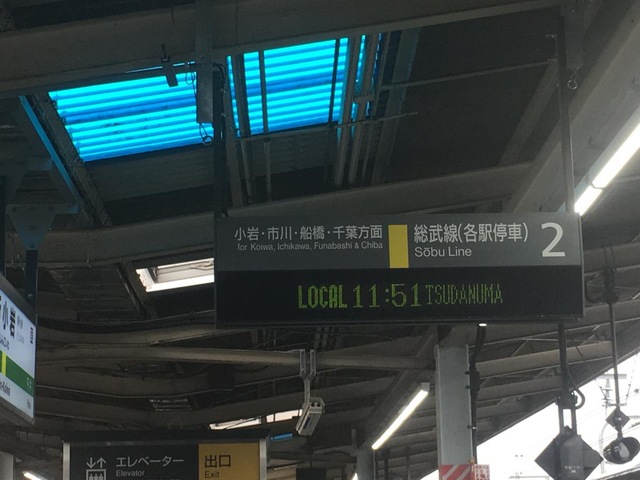 小岩・市川・船橋・千葉方面
for Koiwa, Ichikawa, Funabashi & Chiba
総武線(各駅停車)
Sōbu Line
2
LOCAL 11:51 TSUDANUMA
小岩
エレベーター
Elevator
出口
Exit